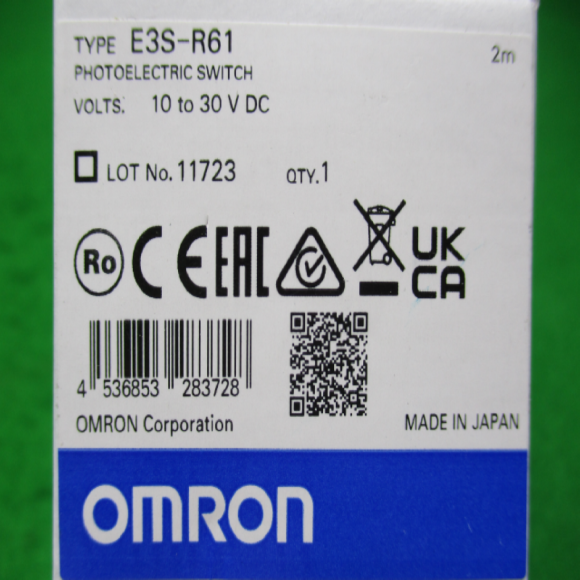 TYPE E3S-R61
2m
PHOTOELECTRIC SWITCH
VOLTS. 10 to 30 V DC
LOT No. 11723 QTY.1
Ro CE EAC UK CA
4 536853 283728
OMRON Corporation MADE IN JAPAN
OMRON